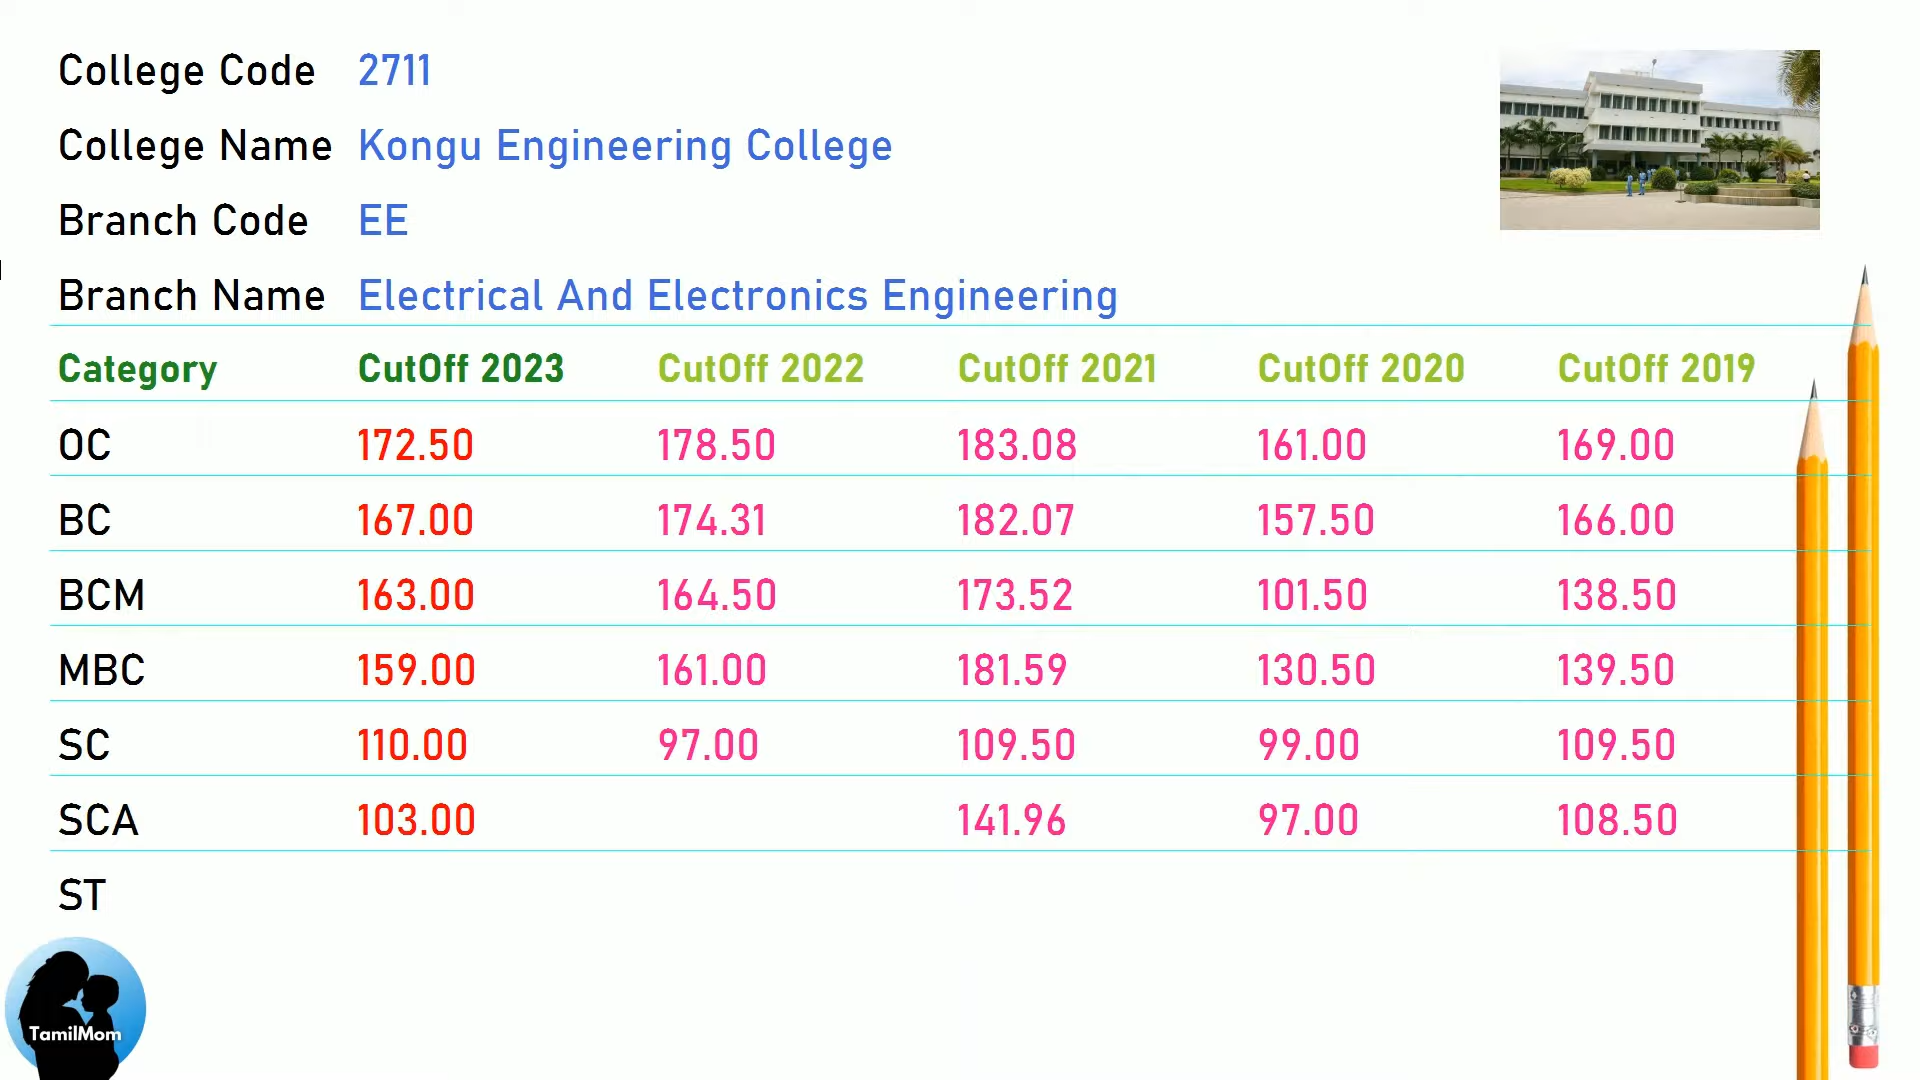 College Code 2711
College Name Kongu Engineering College
Branch Code EE
Branch Name Electrical And Electronics Engineering
Category CutOff 2023 CutOff 2022 CutOff 2021 CutOff 2020 CutOff 2019
OC 172.50 178.50 183.08 161.00 169.00
BC 167.00 174.31 182.07 157.50 166.00
BCM 163.00 164.50 173.52 101.50 138.50
MBC 159.00 161.00 181.59 130.50 139.50
SC 110.00 97.00 109.50 99.00 109.50
SCA 103.00 141.96 97.00 108.50
ST
TamilMom